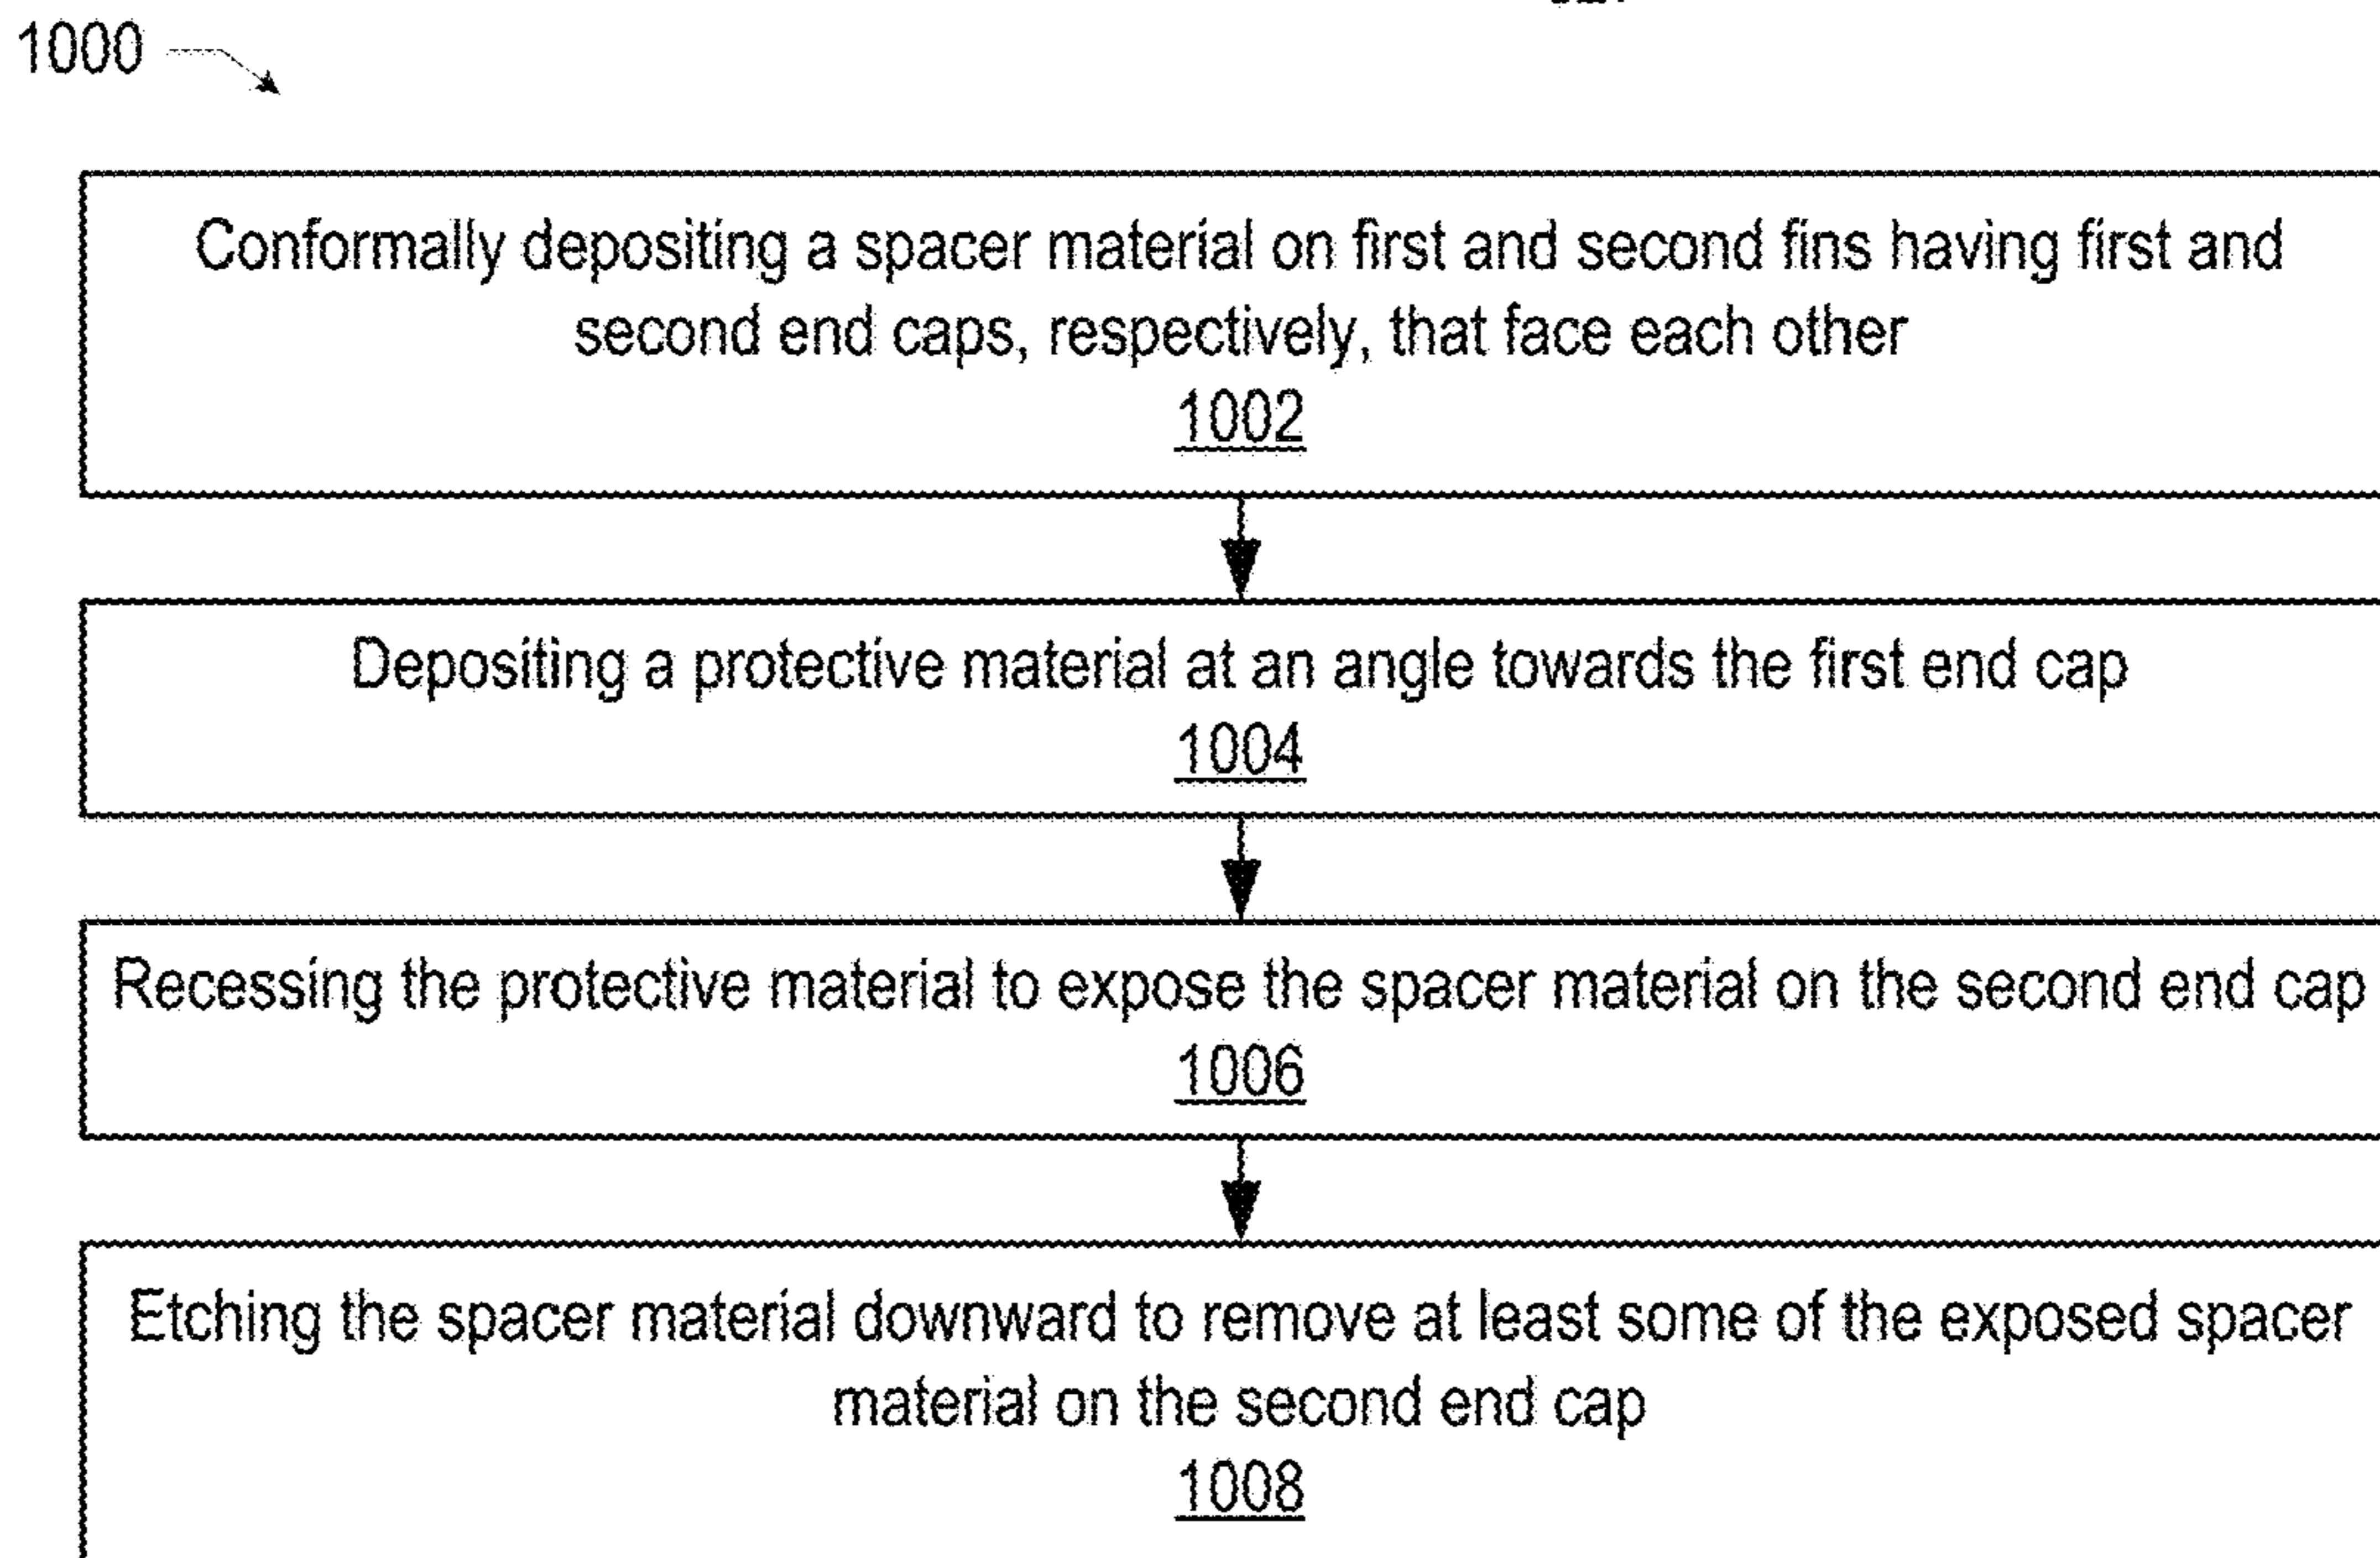 1000
Conformally depositing a spacer material on first and second fins having first and
second end caps, respectively, that face each other
1002
Depositing a protective material at an angle towards the first end cap
1004
Recessing the protective material to expose the spacer material on the second end cap
1006
Etching the spacer material downward to remove at least some of the exposed spacer
material on the second end cap
1008